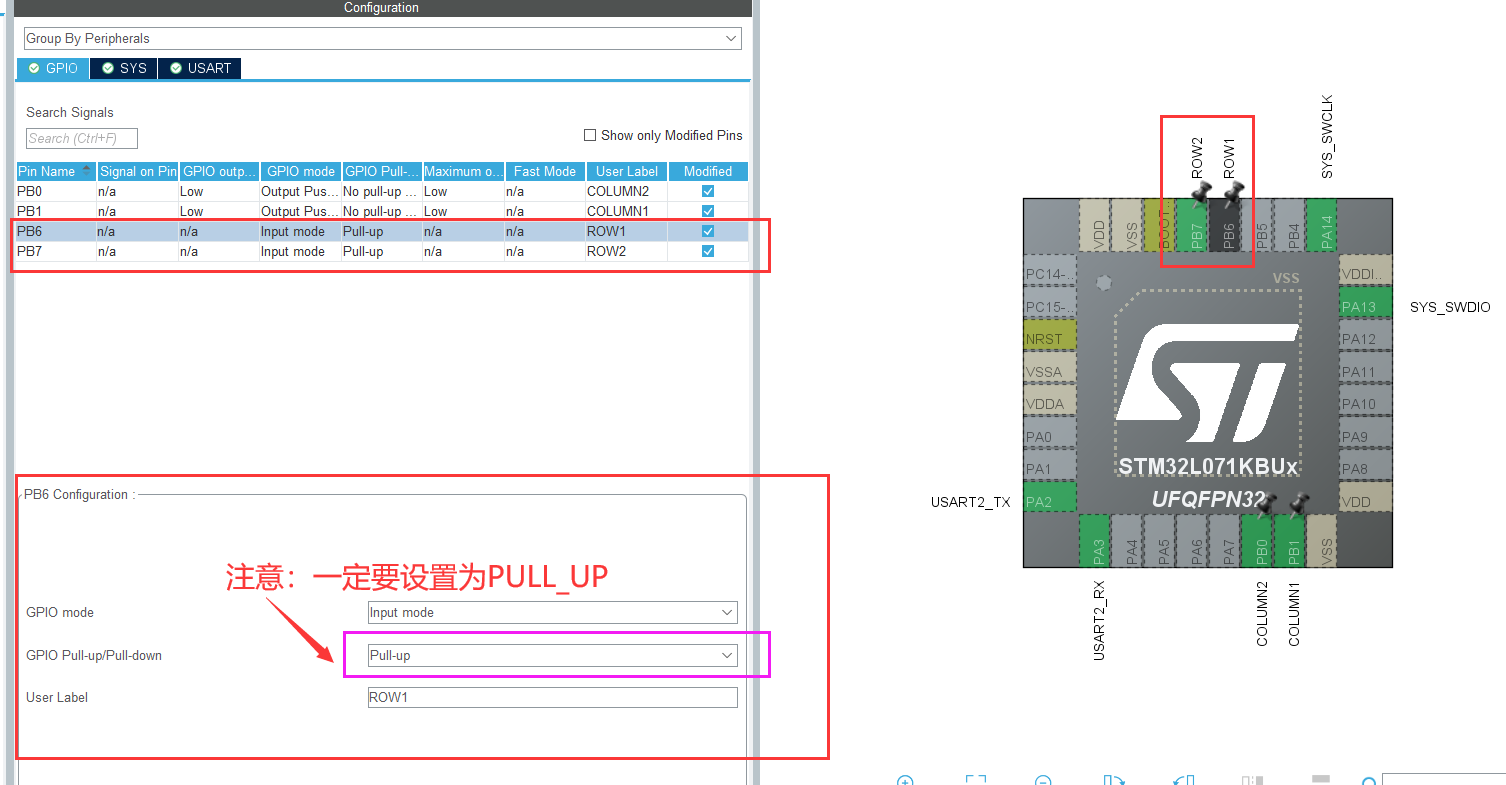 Configuration
Group By Peripherals
GPIO SYS USART
Search Signals
Search (Ctrl+F)
Show only Modified Pins
Pin Name Signal on Pin GPIO outp... GPIO mode GPIO Pull-... Maximum o... Fast Mode User Label Modified
PB0 n/a Low Output Pus... No pull-up ... Low n/a COLUMN2
PB1 n/a Low Output Pus... No pull-up ... Low n/a COLUMN1
PB6 n/a n/a Input mode Pull-up n/a n/a ROW1
PB7 n/a n/a Input mode Pull-up n/a n/a ROW2
PB6 Configuration :
注意：一定要设置为PULL_UP
GPIO mode Input mode
GPIO Pull-up/Pull-down Pull-up
User Label ROW1
ROW2 ROW1 SYS_SWCLK
VDD VSS BOOT... PB7 PB6 PB5 PB4 PA14
PC14-... VSS VDDI...
PC15-... PA13 SYS_SWDIO
NRST PA12
VSSA PA11
VDDA PA10
PA0 PA9
PA1 STM32L071KBUx PA8
USART2_TX PA2 UFQFPN32 VDD
PA3 PA4 PA5 PA6 PA7 PB0 PB1 VSS
USART2_RX COLUMN2 COLUMN1